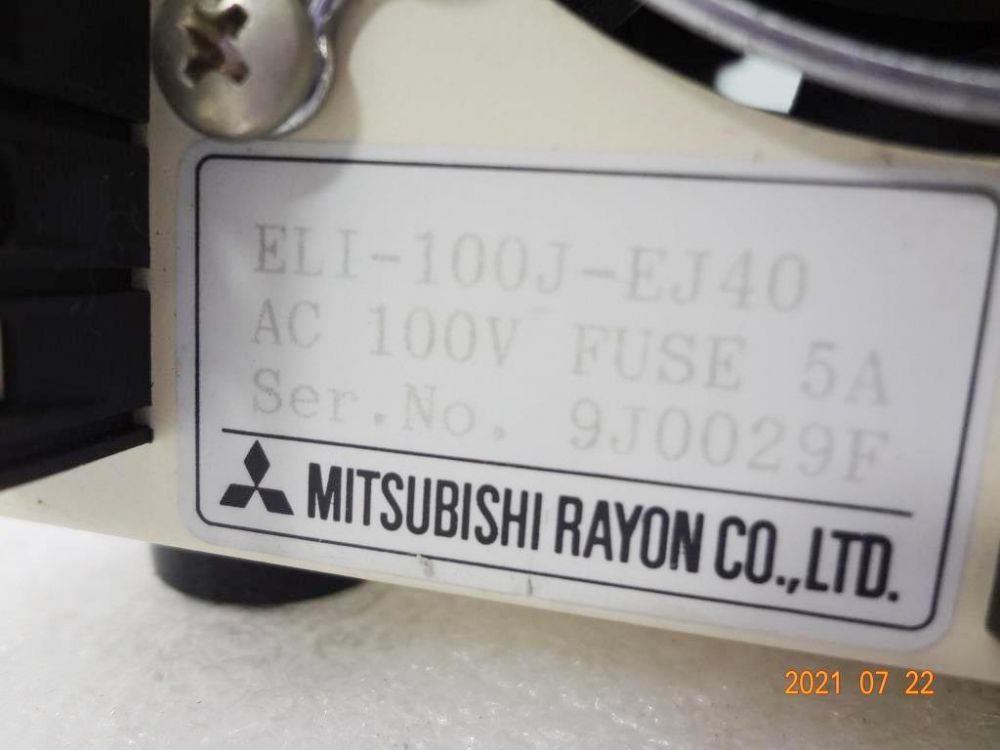 ELI-100J-EJ40
AC 100V FUSE 5A
Ser.No. 9J0029F
MITSUBISHI RAYON CO.,LTD.
2021 07 22